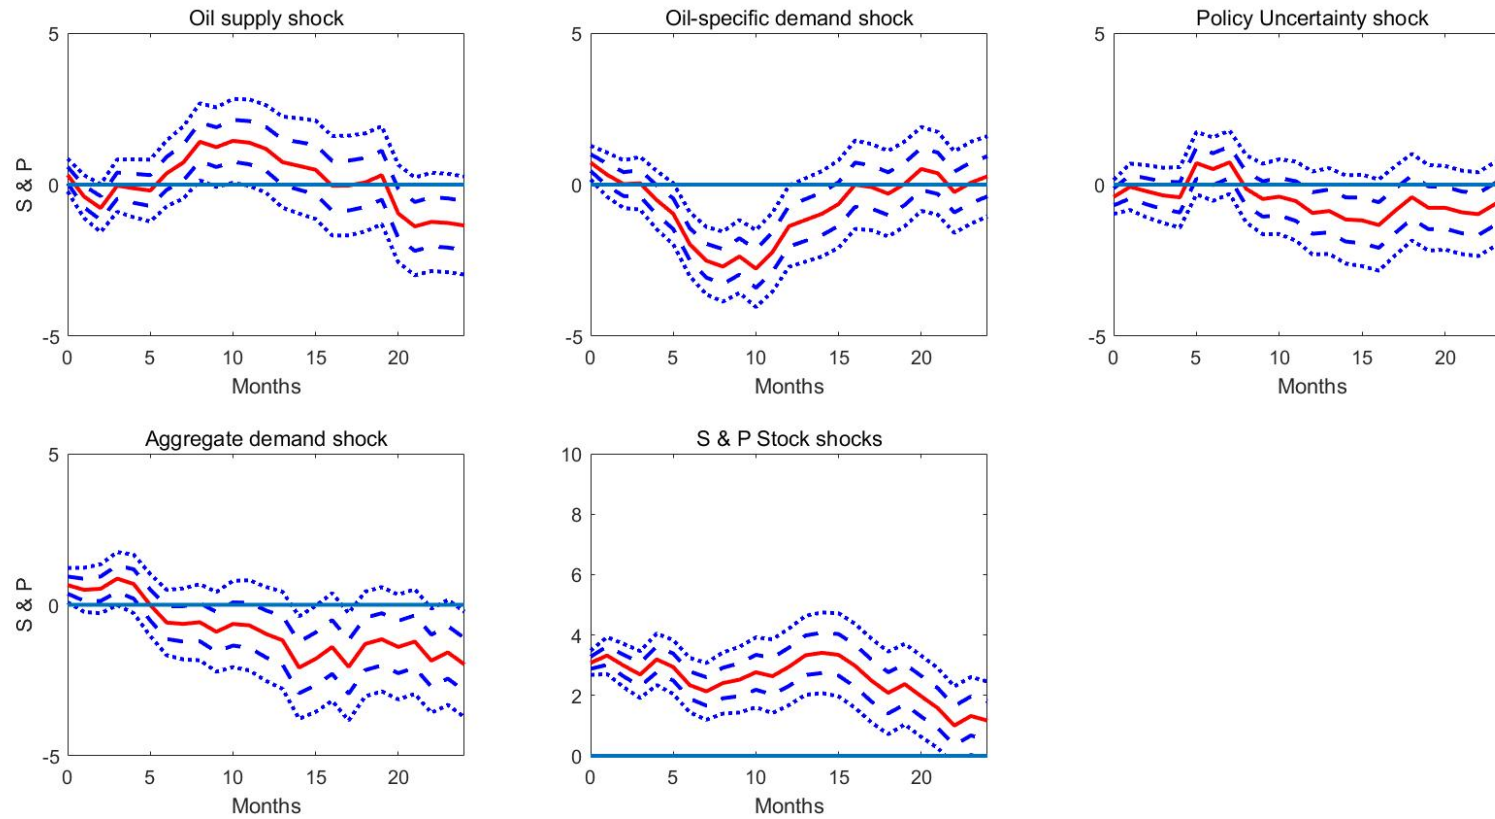 Oil supply shock
5
0
-5
S & P
0 5 10 15 20
Months
Oil-specific demand shock
5
0
-5
0 5 10 15 20
Months
Policy Uncertainty shock
5
0
-5
0 5 10 15 20
Months
Aggregate demand shock
5
0
-5
S & P
0 5 10 15 20
Months
S & P Stock shocks
10
8
6
4
2
0
0 5 10 15 20
Months